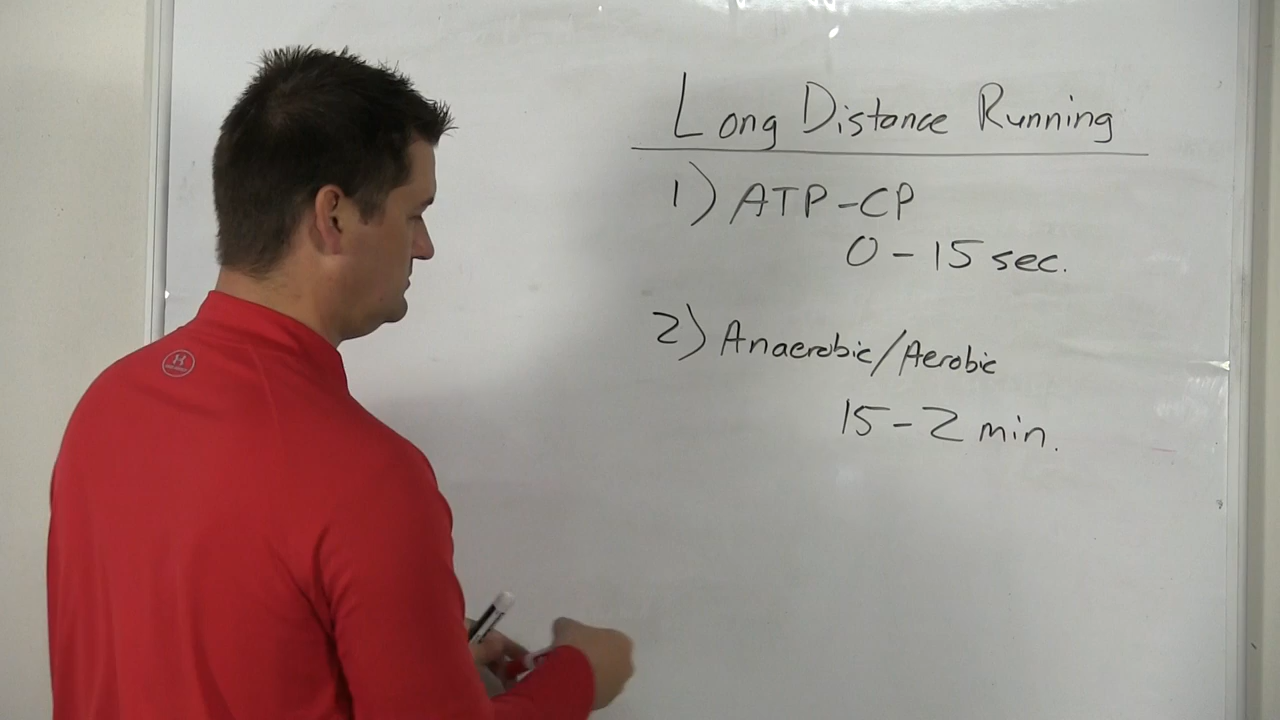 Long Distance Running
1) ATP-CP
0-15 sec.
2) Anaerobic/Aerobic
15-2 min.